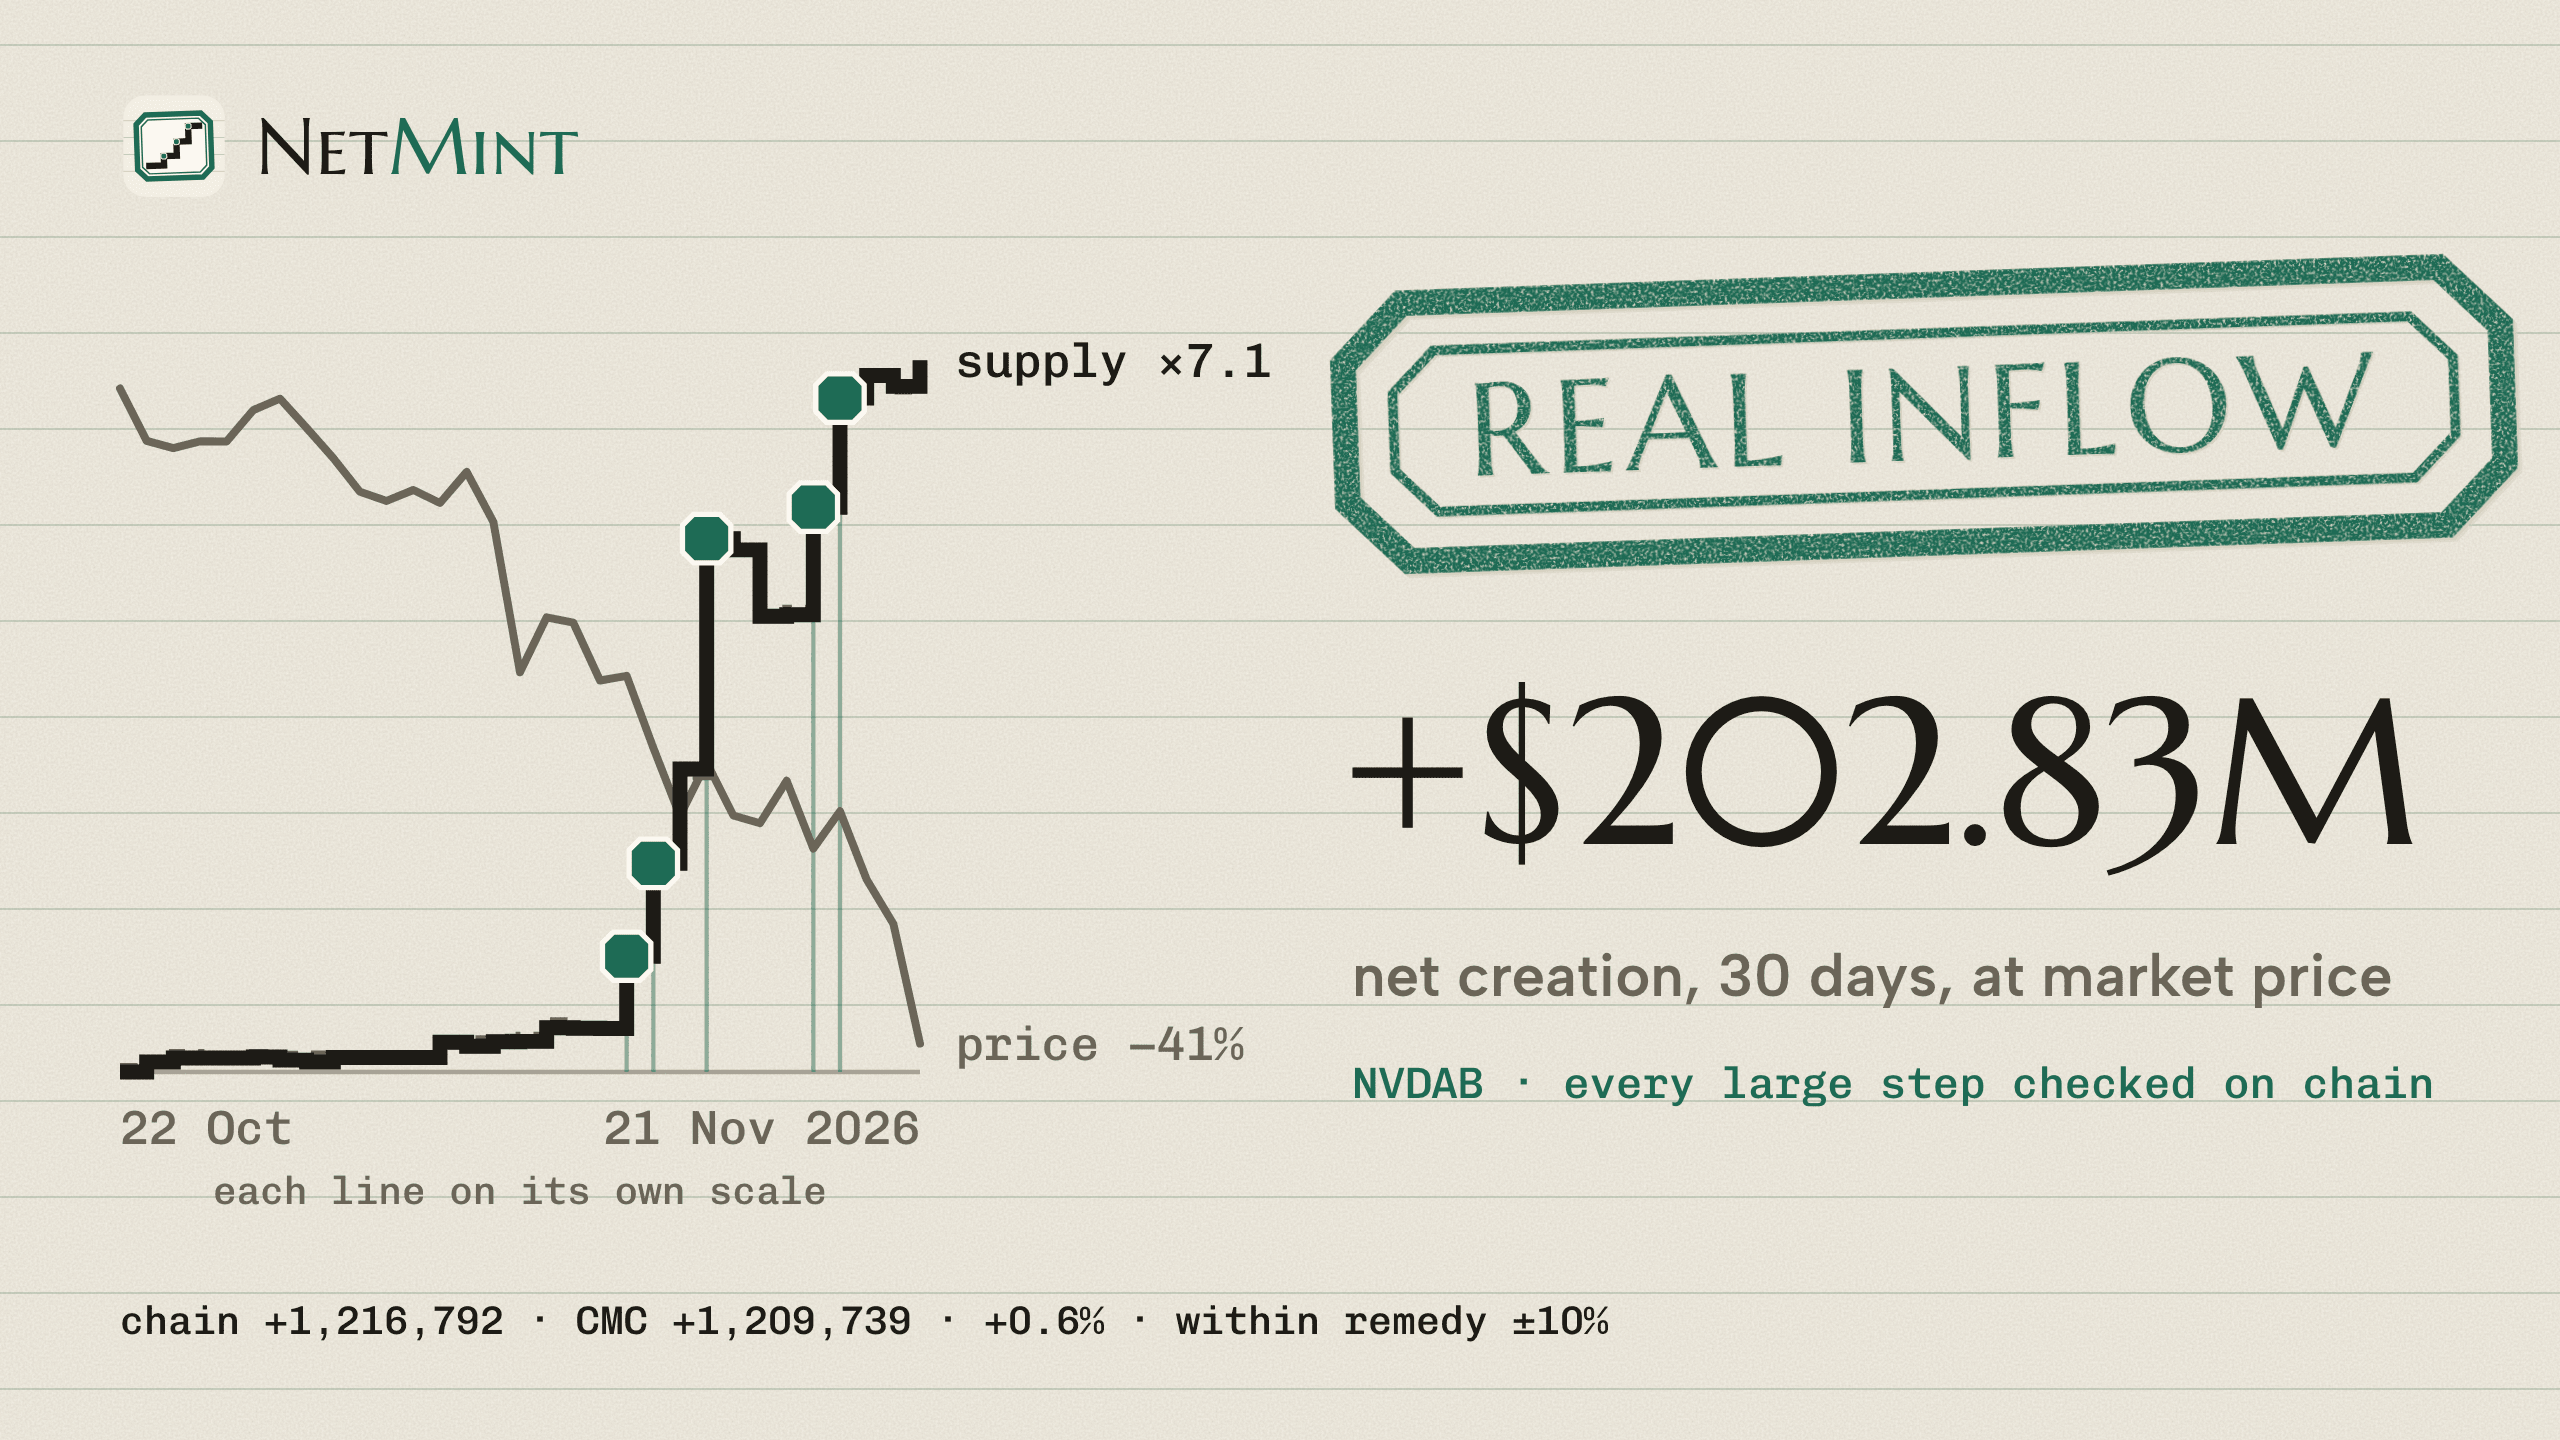 NETMINT
supply ×7.1
REAL INFLOW
+$202.83M
net creation, 30 days, at market price
price −41%
NVDAB · every large step checked on chain
22 Oct
21 Nov 2026
each line on its own scale
chain +1,216,792 · CMC +1,209,739 · +0.6% · within remedy ±10%